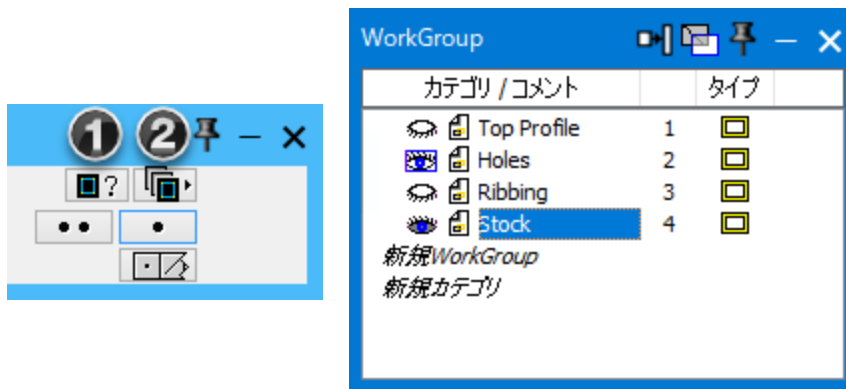 1 2
?
WorkGroup
カテゴリ / コメント タイプ
Top Profile 1
Holes 2
Ribbing 3
Stock 4
新規WorkGroup
新規カテゴリ